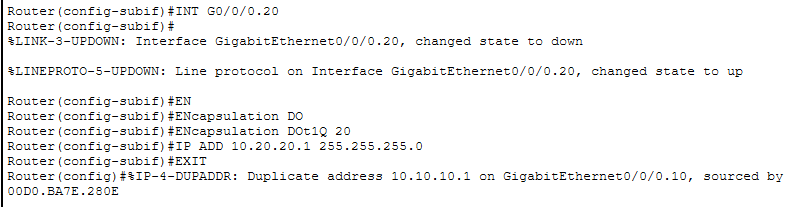 Router(config-subif)#INT G0/0/0.20
Router(config-subif)#
%LINK-3-UPDOWN: Interface GigabitEthernet0/0/0.20, changed state to down
%LINEPROTO-5-UPDOWN: Line protocol on Interface GigabitEthernet0/0/0.20, changed state to up
Router(config-subif)#EN
Router(config-subif)#ENcapsulation DO
Router(config-subif)#ENcapsulation DOt1Q 20
Router(config-subif)#IP ADD 10.20.20.1 255.255.255.0
Router(config-subif)#EXIT
Router(config)#%IP-4-DUPADDR: Duplicate address 10.10.10.1 on GigabitEthernet0/0/0.10, sourced by
00D0.BA7E.280E